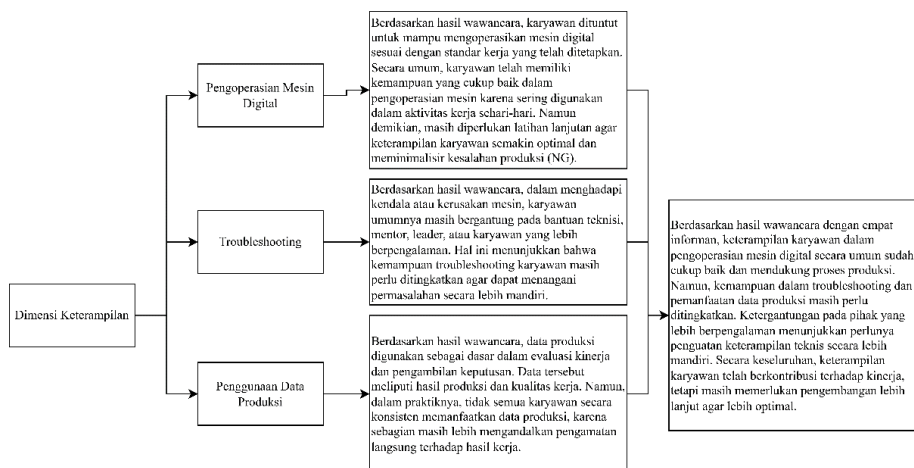 Dimensi Keterampilan
Pengoperasian Mesin
Digital
Berdasarkan hasil wawancara, karyawan dituntut
untuk mampu mengoperasikan mesin digital
sesuai dengan standar kerja yang telah ditetapkan.
Secara umum, karyawan telah memiliki
kemampuan yang cukup baik dalam
pengoperasian mesin karena sering digunakan
dalam aktivitas kerja sehari-hari. Namun
demikian, masih diperlukan latihan lanjutan agar
keterampilan karyawan semakin optimal dan
meminimalisir kesalahan produksi (NG).
Troubleshooting
Berdasarkan hasil wawancara, dalam menghadapi
kendala atau kerusakan mesin, karyawan
umumnya masih bergantung pada bantuan teknisi,
mentor, leader, atau karyawan yang lebih
berpengalaman. Hal ini menunjukkan bahwa
kemampuan troubleshooting karyawan masih
perlu ditingkatkan agar dapat menangani
permasalahan secara lebih mandiri.
Penggunaan Data
Produksi
Berdasarkan hasil wawancara, data produksi
digunakan sebagai dasar dalam evaluasi kinerja
dan pengambilan keputusan. Data tersebut
meliputi hasil produksi dan kualitas kerja. Namun,
dalam praktiknya, tidak semua karyawan secara
konsisten memanfaatkan data produksi, karena
sebagian masih lebih mengandalkan pengamatan
langsung terhadap hasil kerja.
Berdasarkan hasil wawancara dengan empat
informan, keterampilan karyawan dalam
pengoperasian mesin digital secara umum sudah
cukup baik dan mendukung proses produksi.
Namun, kemampuan dalam troubleshooting dan
pemanfaatan data produksi masih perlu
ditingkatkan. Ketergantungan pada pihak yang
lebih berpengalaman menunjukkan perlunya
penguatan keterampilan teknis secara lebih
mandiri. Secara keseluruhan, keterampilan
karyawan telah berkontribusi terhadap kinerja,
tetapi masih memerlukan pengembangan lebih
lanjut agar lebih optimal.